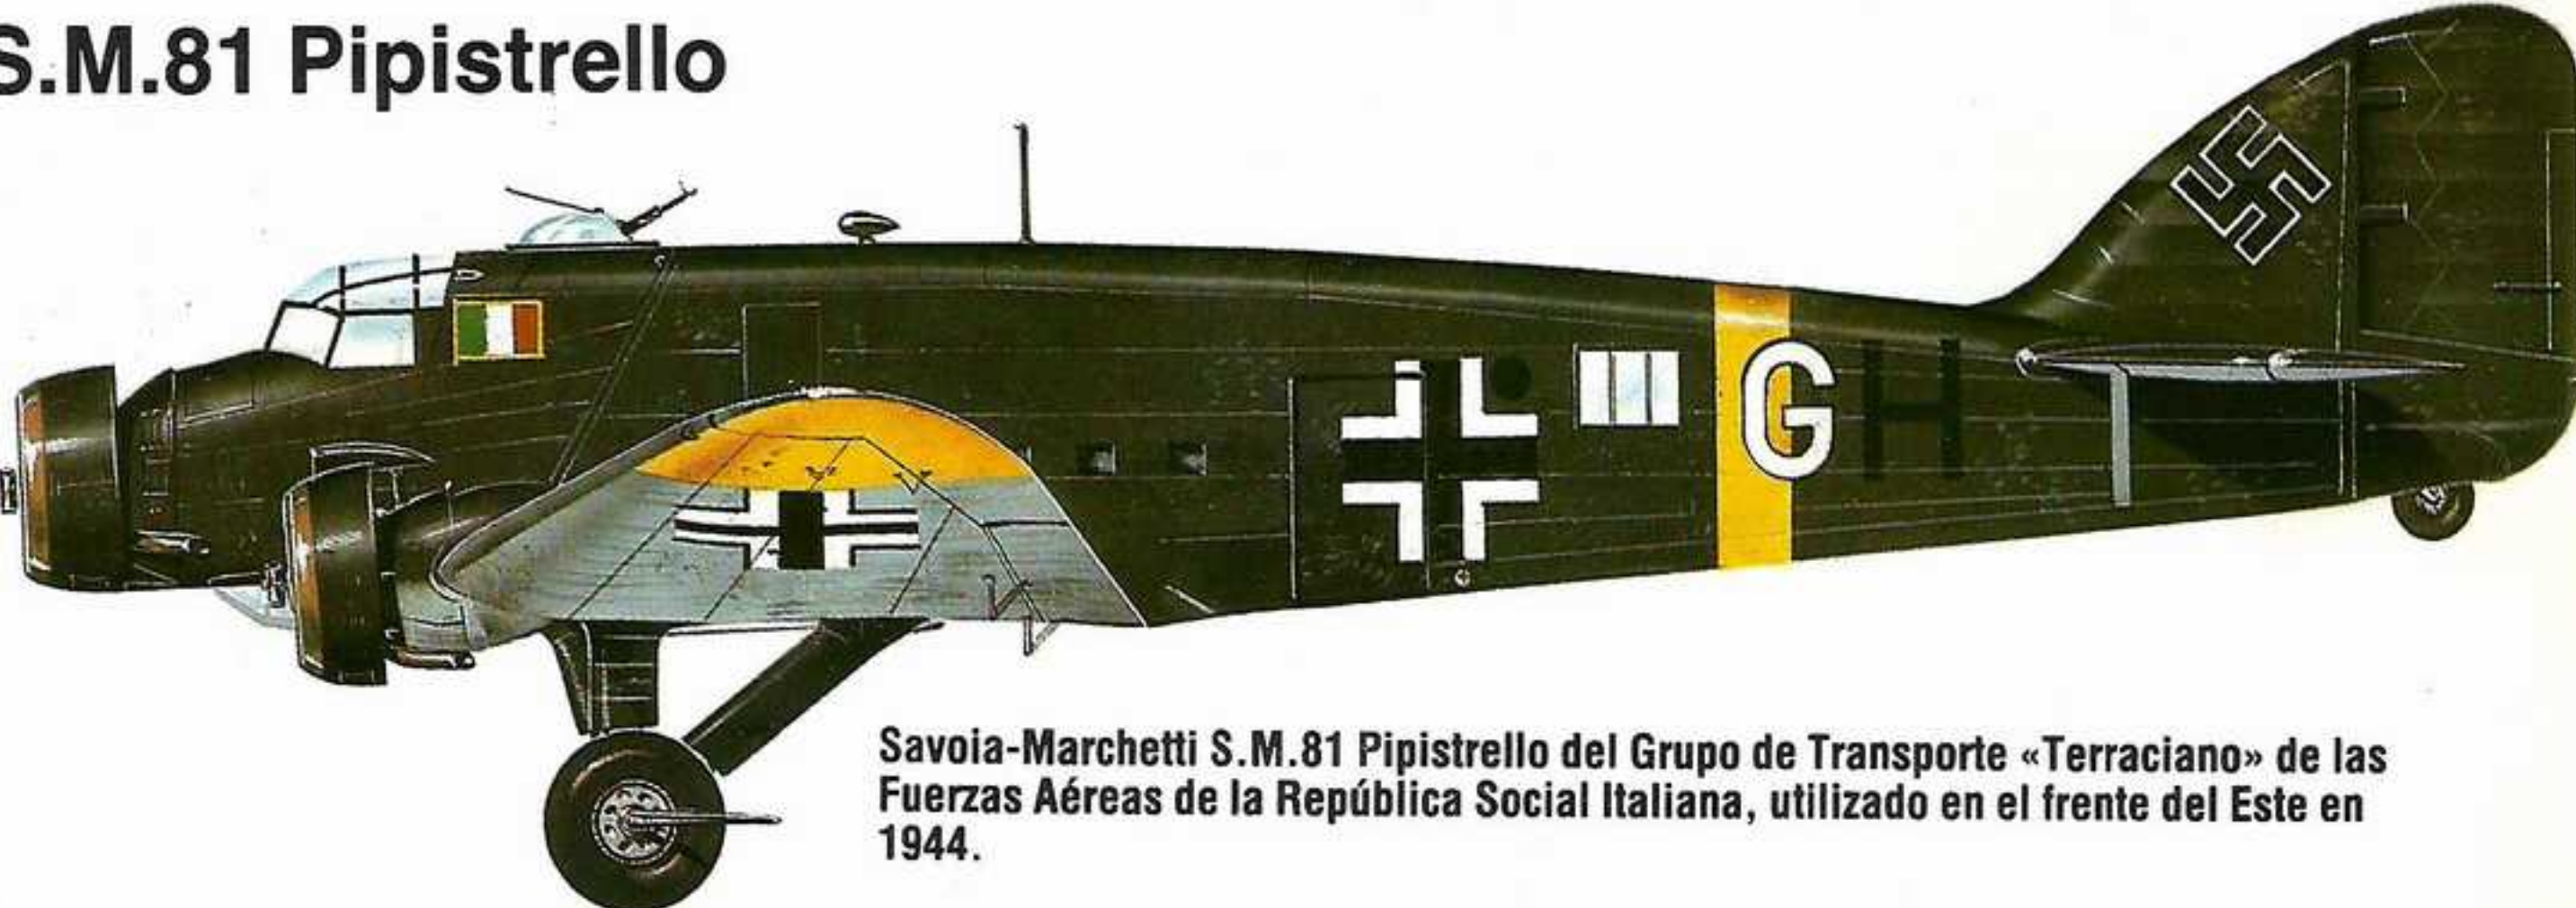 S.M.81 Pipistrello
G H
Savoia-Marchetti S.M.81 Pipistrello del Grupo de Transporte «Terraciano» de las
Fuerzas Aéreas de la República Social Italiana, utilizado en el frente del Este en
1944.